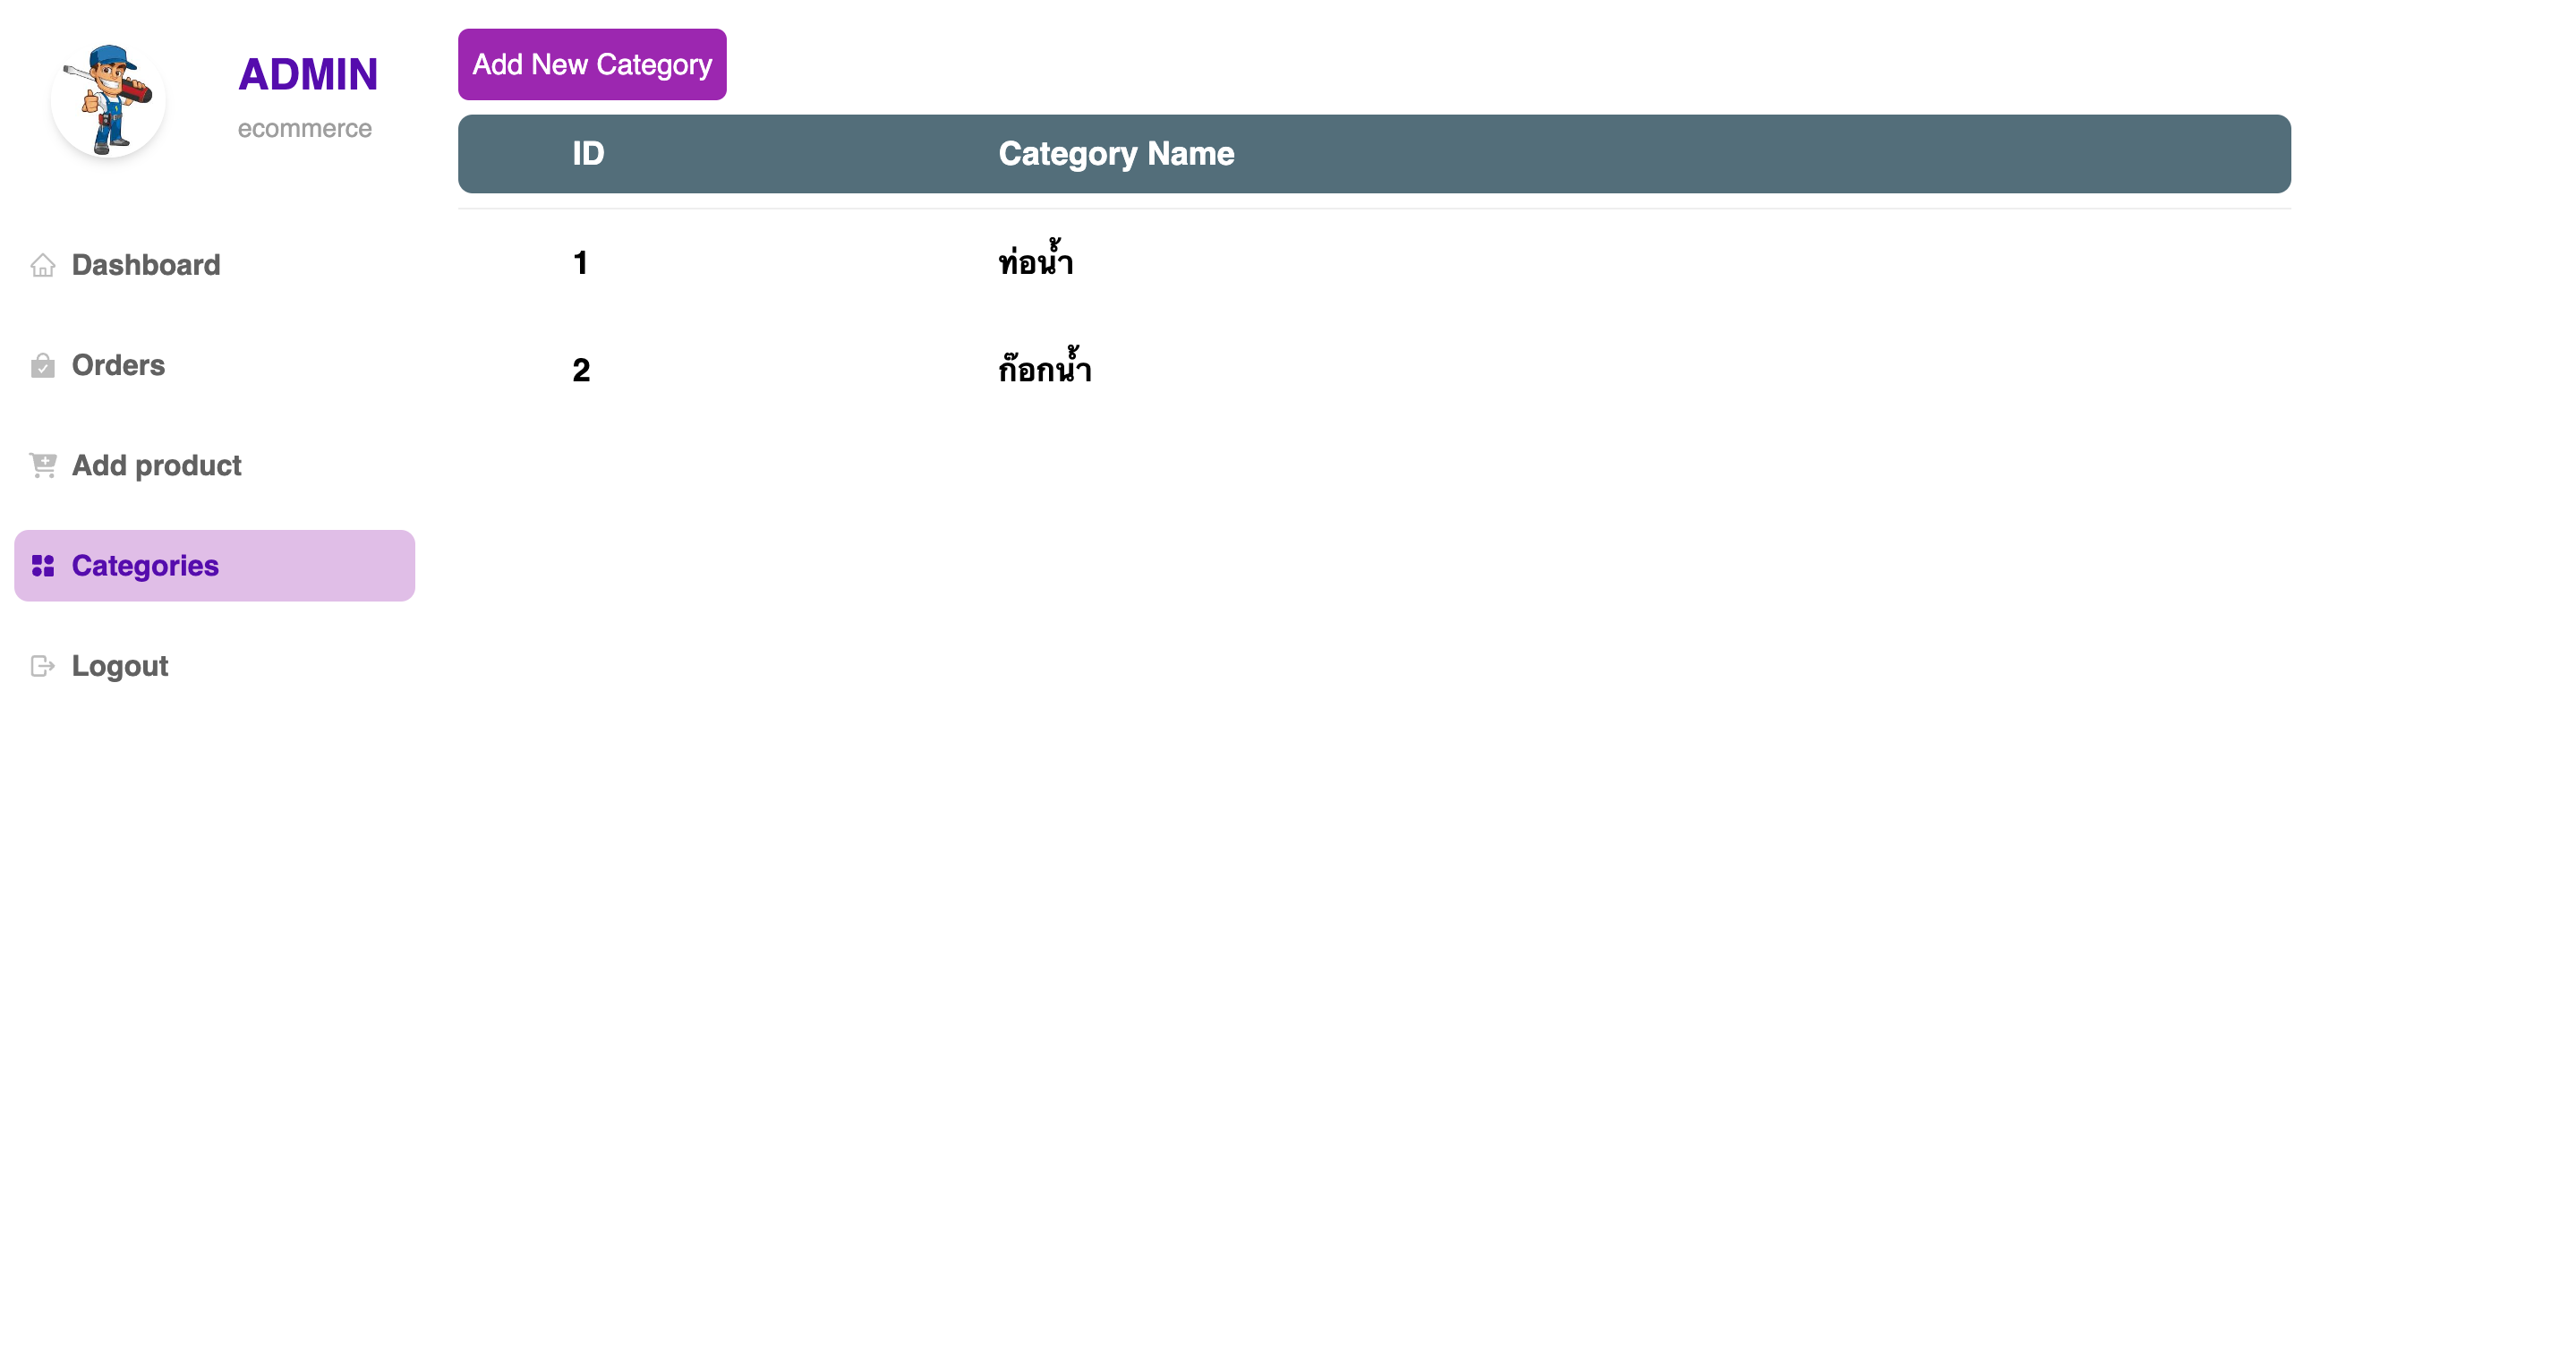 ADMIN
ecommerce
Dashboard
Orders
Add product
Categories
Logout
Add New Category
ID Category Name
1 ท่อน้ำ
2 ก๊อกน้ำ